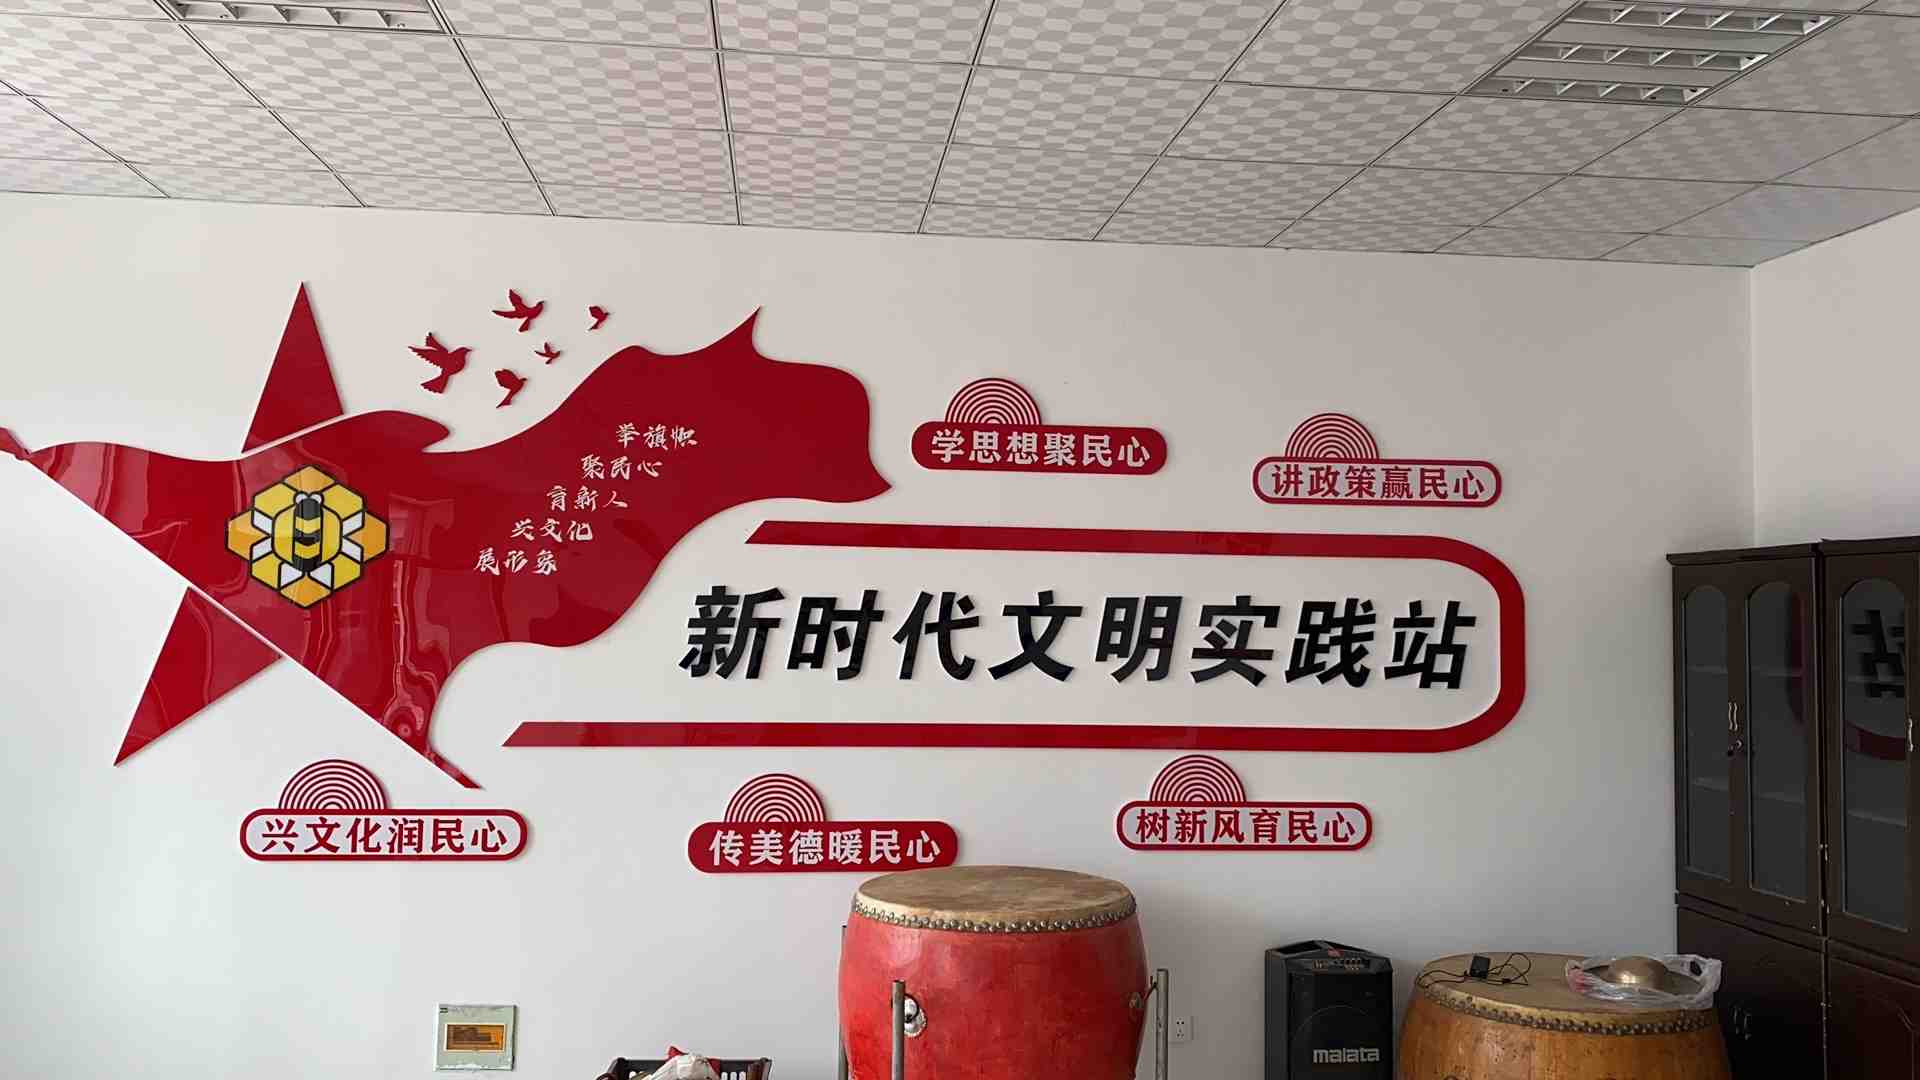 举旗帜
聚民心
育新人
兴文化
展形象
学思想聚民心
讲政策赢民心
新时代文明实践站
兴文化润民心
传美德暖民心
树新风育民心
malata